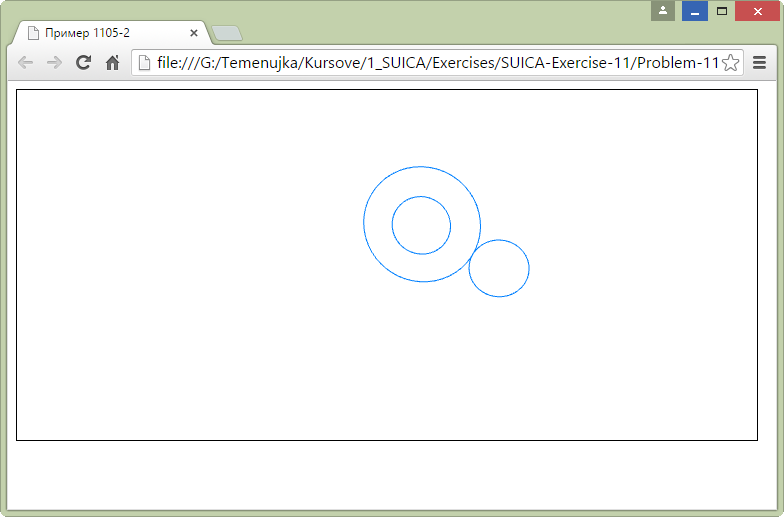 Пример 1105-2
file:///G:/Temenujka/Kursove/1_SUICA/Exercises/SUICA-Exercise-11/Problem-11